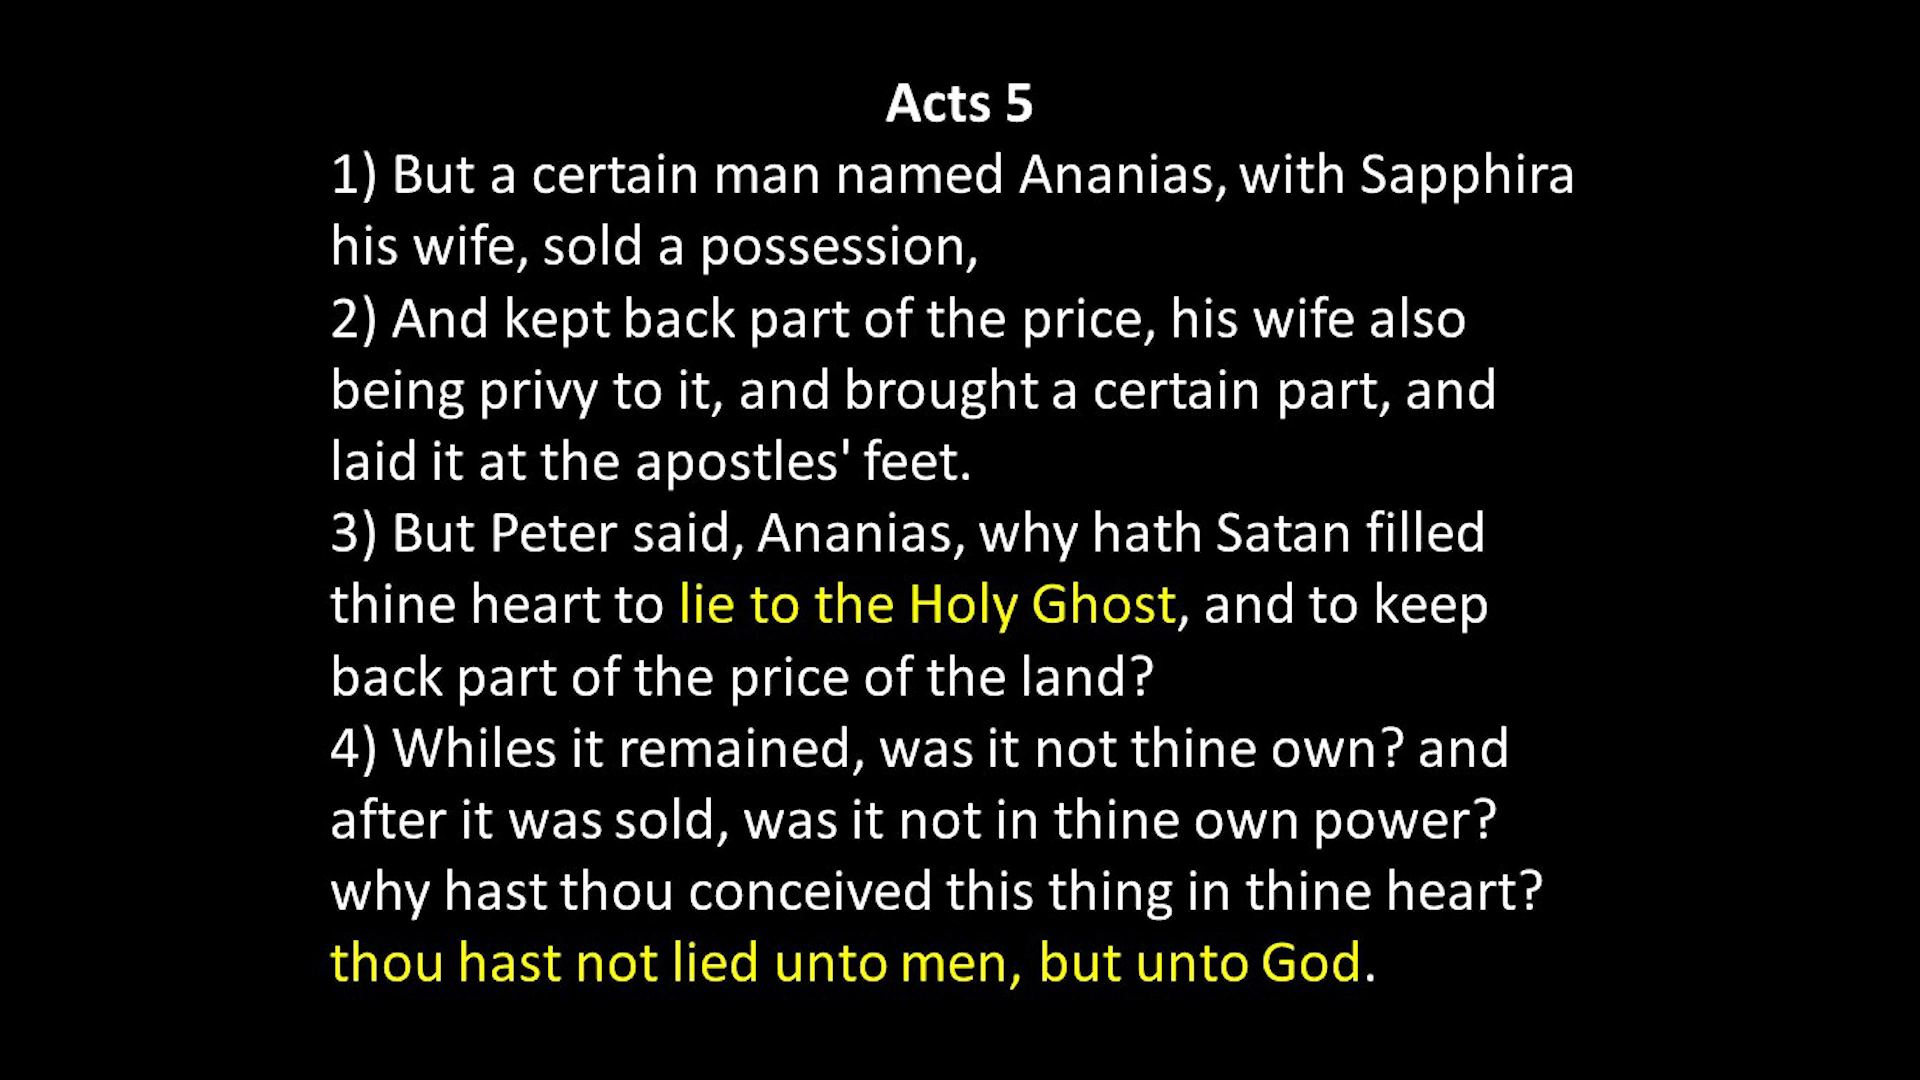 Acts 5
1) But a certain man named Ananias, with Sapphira
his wife, sold a possession,
2) And kept back part of the price, his wife also
being privy to it, and brought a certain part, and
laid it at the apostles' feet.
3) But Peter said, Ananias, why hath Satan filled
thine heart to lie to the Holy Ghost, and to keep
back part of the price of the land?
4) Whiles it remained, was it not thine own? and
after it was sold, was it not in thine own power?
why hast thou conceived this thing in thine heart?
thou hast not lied unto men, but unto God.